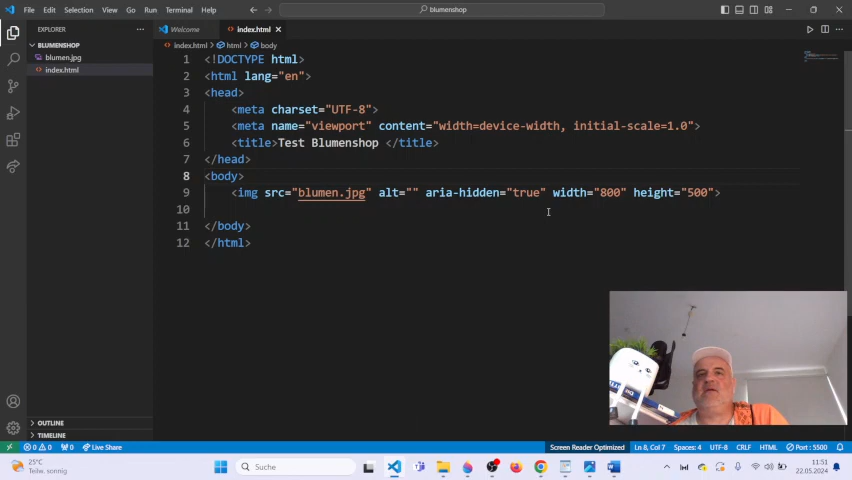 File Edit Selection View Go Run Terminal Help
blumenshop
EXPLORER
Welcome
index.html
BLUMENSHOP
blumen.jpg
index.html
index.html > html > body
1 <!DOCTYPE html>
2 <html lang="en">
3 <head>
4 <meta charset="UTF-8">
5 <meta name="viewport" content="width=device-width, initial-scale=1.0">
6 <title>Test Blumenshop </title>
7 </head>
8 <body>
9 <img src="blumen.jpg" alt="" aria-hidden="true" width="800" height="500">
10
11 </body>
12 </html>
OUTLINE
TIMELINE
0 0 0 Live Share Screen Reader Optimized Ln 8, Col 7 Spaces: 4 UTF-8 CRLF HTML Port : 5500
25°C
Teilw. sonnig
Suche
11:51
22.05.2024